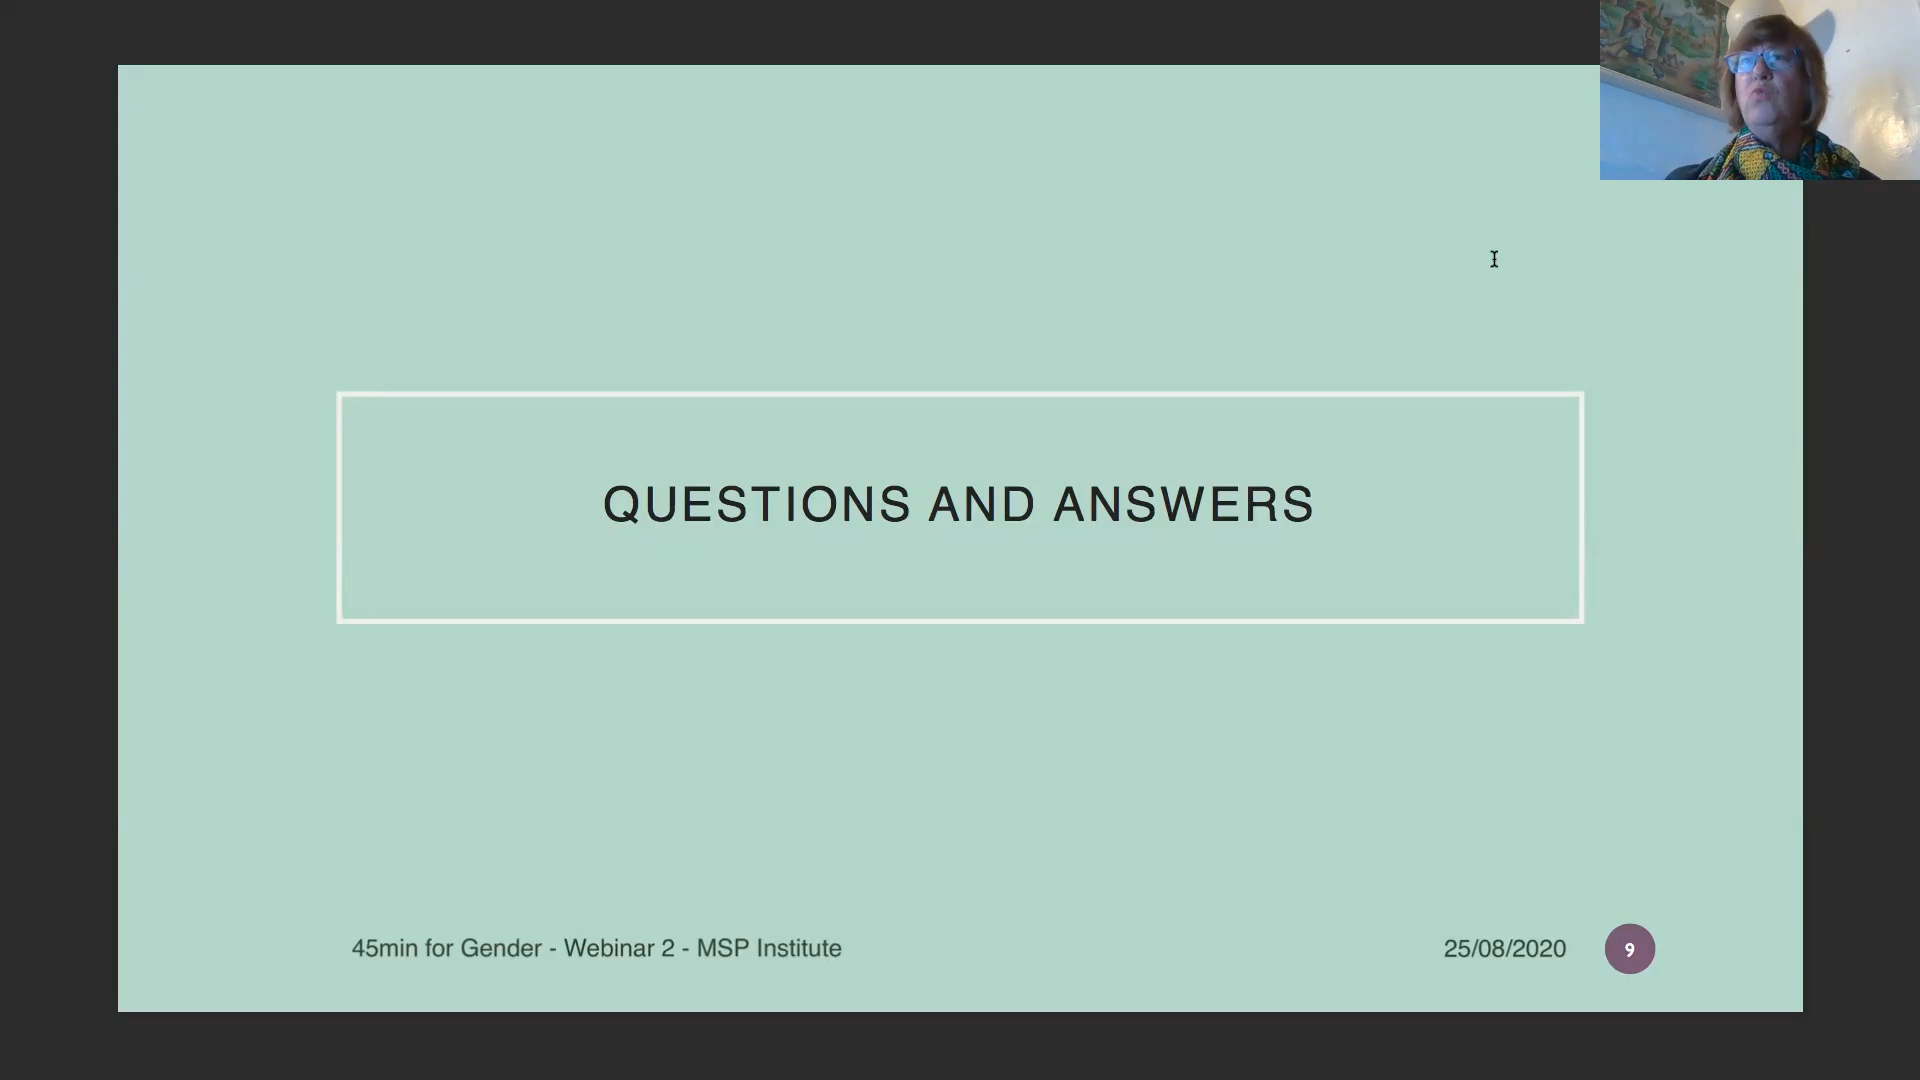 QUESTIONS AND ANSWERS
45min for Gender - Webinar 2 - MSP Institute
25/08/2020
9